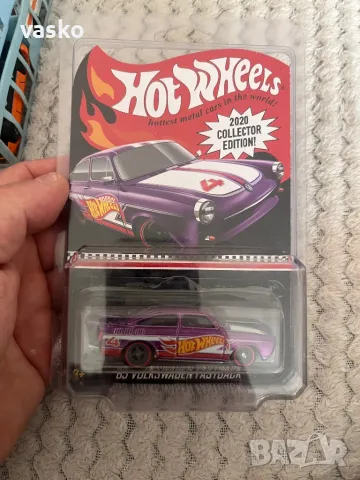 vasko
HOT WHEELS®
hottest metal cars in the world!
2020
COLLECTOR
EDITION!
4
HOT WHEELS
HOT WHEELS
VOLKSWAGEN FASTBACK
BAZAR
bg